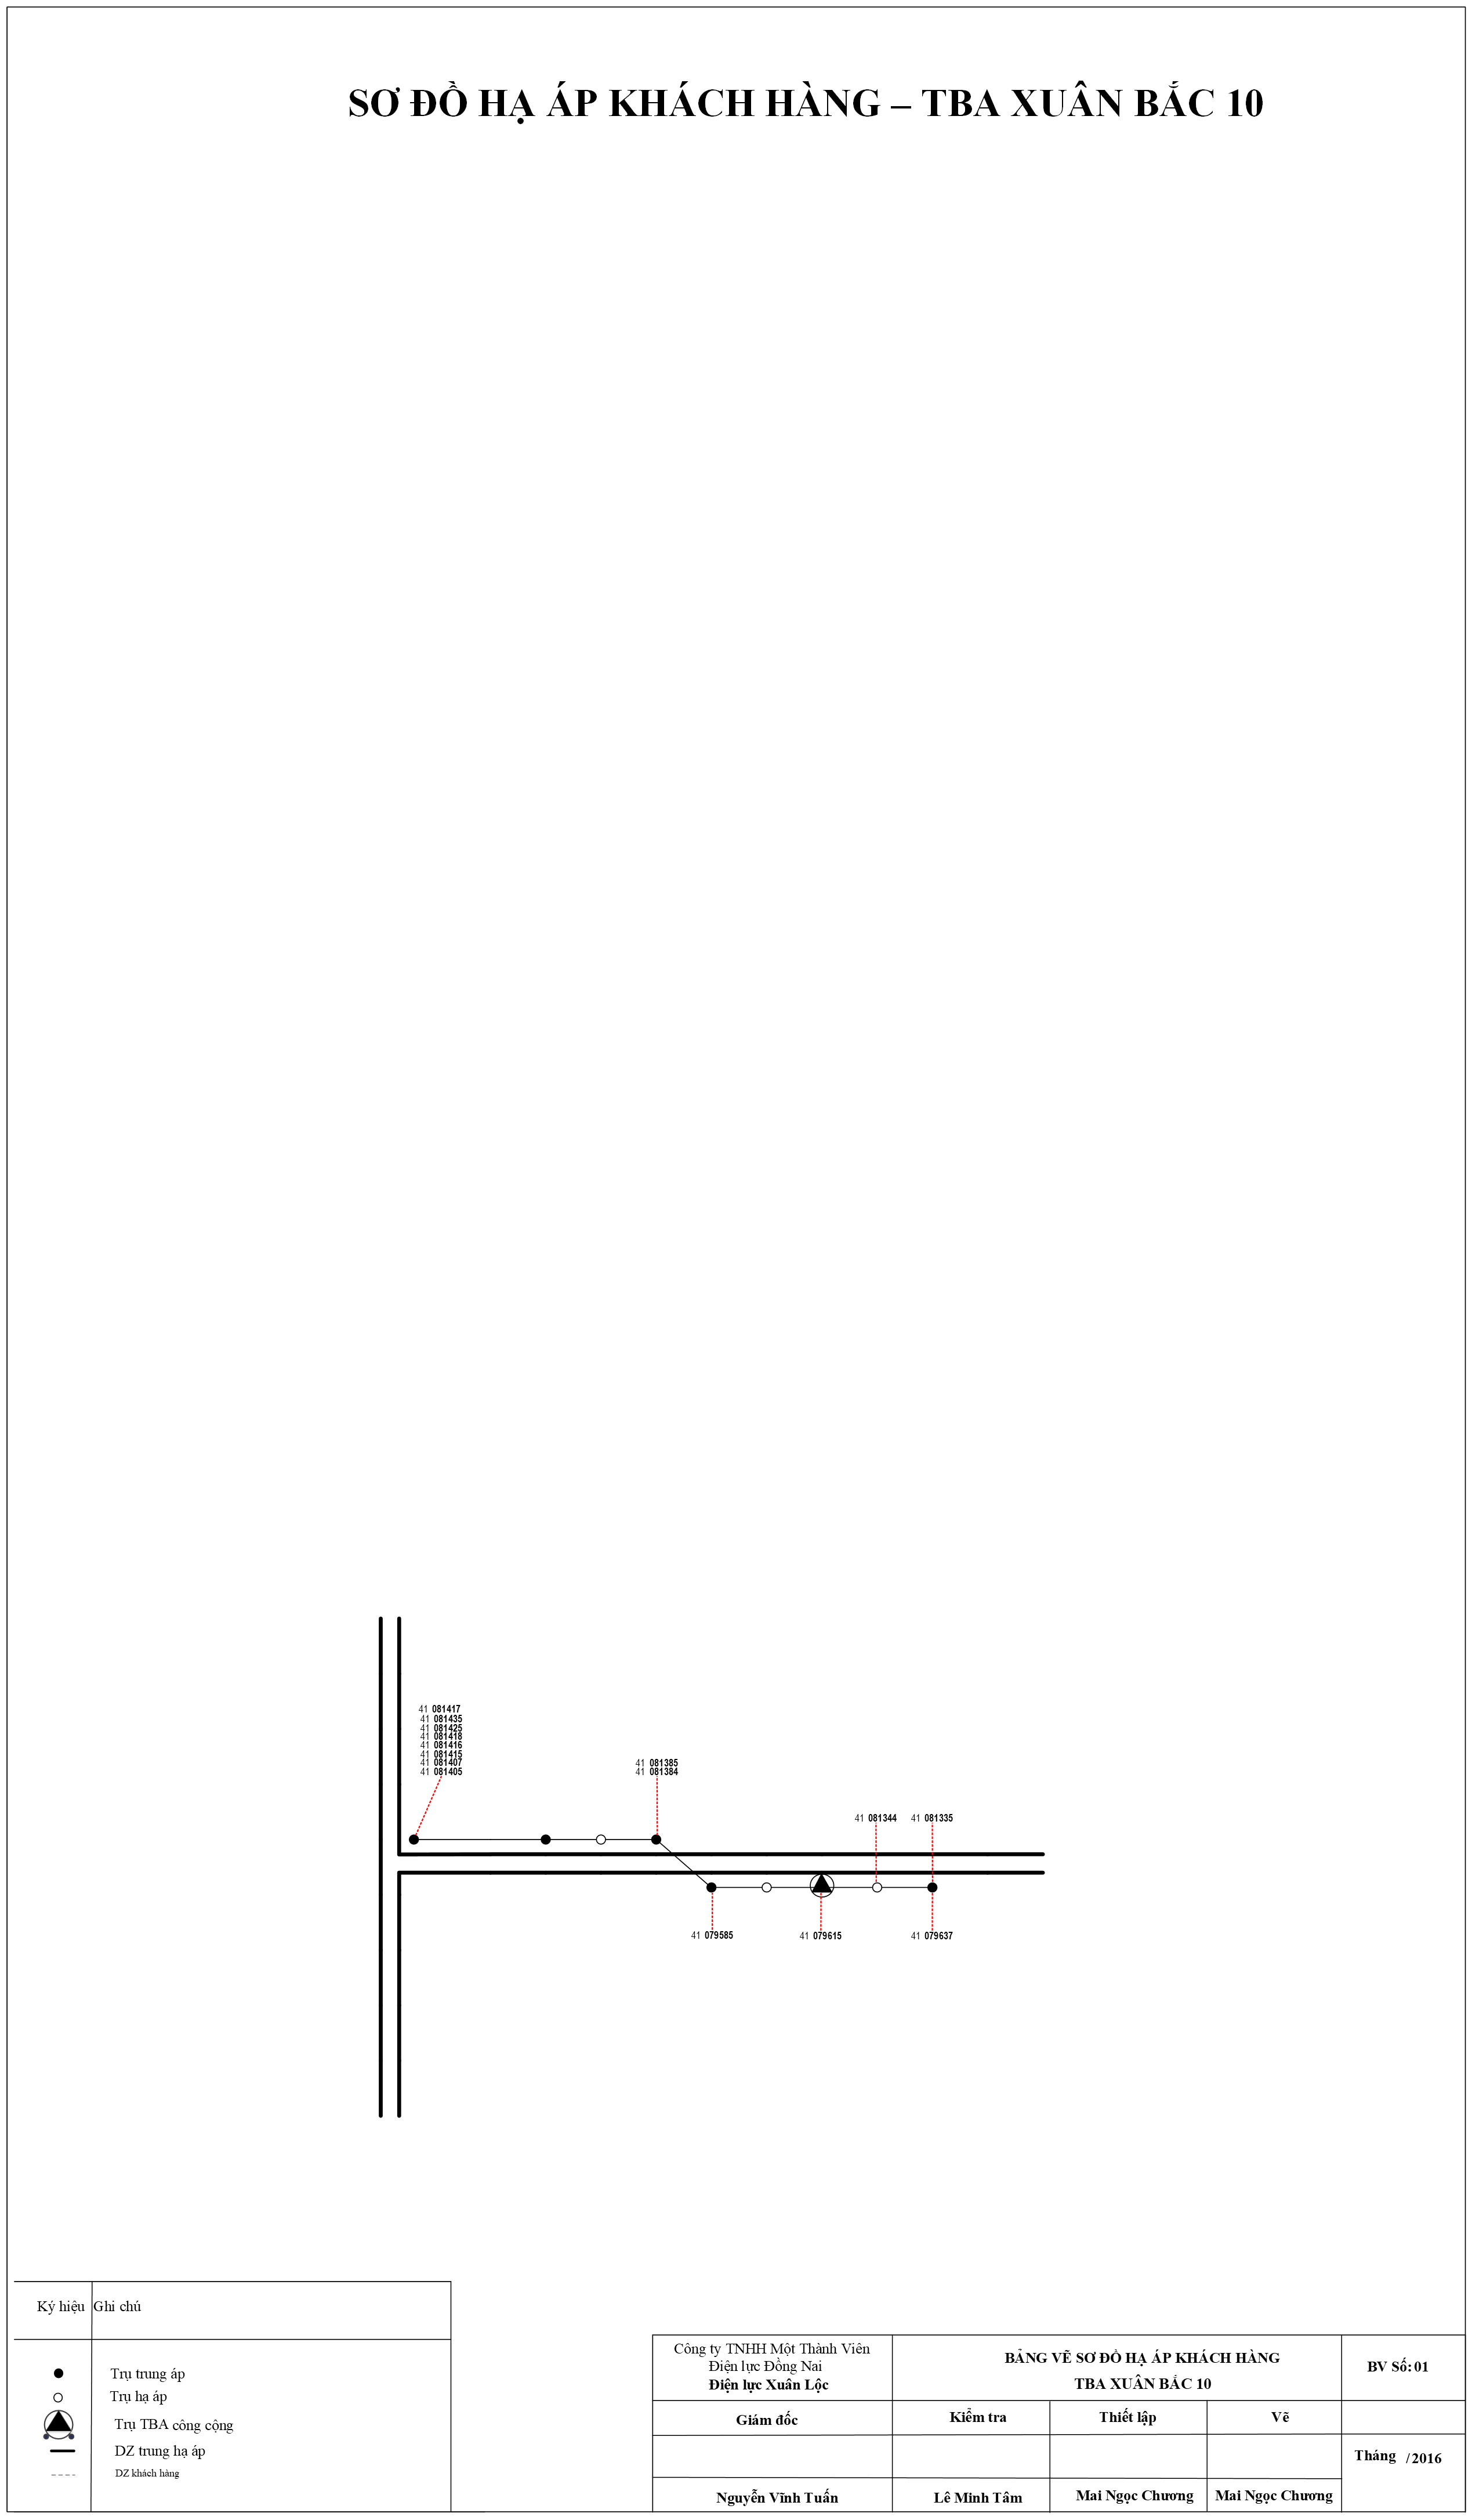 SƠ ĐỒ HẠ ÁP KHÁCH HÀNG – TBA XUÂN BẮC 10
41 081417
41 081435
41 081425
41 081418
41 081416
41 081415
41 081407
41 081405
41 081385
41 081384
41 081344
41 081335
41 079585
41 079615
41 079637
Ký hiệu Ghi chú
Trụ trung áp
Trụ hạ áp
Trụ TBA công cộng
DZ trung hạ áp
DZ khách hàng
Công ty TNHH Một Thành Viên
Điện lực Đồng Nai
Điện lực Xuân Lộc
BẢNG VẼ SƠ ĐỒ HẠ ÁP KHÁCH HÀNG
TBA XUÂN BẮC 10
BV Số: 01
Giám đốc
Kiểm tra
Thiết lập
Vẽ
Tháng /2016
Nguyễn Vĩnh Tuấn
Lê Minh Tâm
Mai Ngọc Chương
Mai Ngọc Chương